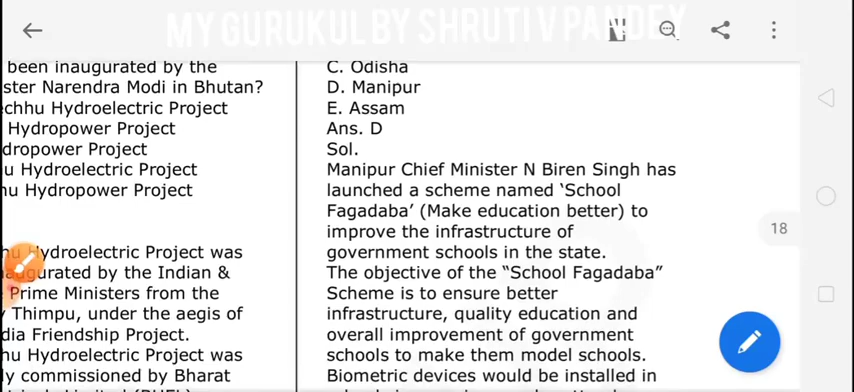 MY GURUKUL BY SHRUTI V PANDEY
been inaugurated by the
ster Narendra Modi in Bhutan?
echhu Hydroelectric Project
Hydropower Project
dropower Project
u Hydroelectric Project
hu Hydropower Project
hu Hydroelectric Project was
augurated by the Indian &
Prime Ministers from the
Thimpu, under the aegis of
dia Friendship Project.
hu Hydroelectric Project was
ly commissioned by Bharat
C. Odisha
D. Manipur
E. Assam
Ans. D
Sol.
Manipur Chief Minister N Biren Singh has
launched a scheme named ‘School
Fagadaba’ (Make education better) to
improve the infrastructure of
government schools in the state.
The objective of the “School Fagadaba”
Scheme is to ensure better
infrastructure, quality education and
overall improvement of government
schools to make them model schools.
Biometric devices would be installed in
18